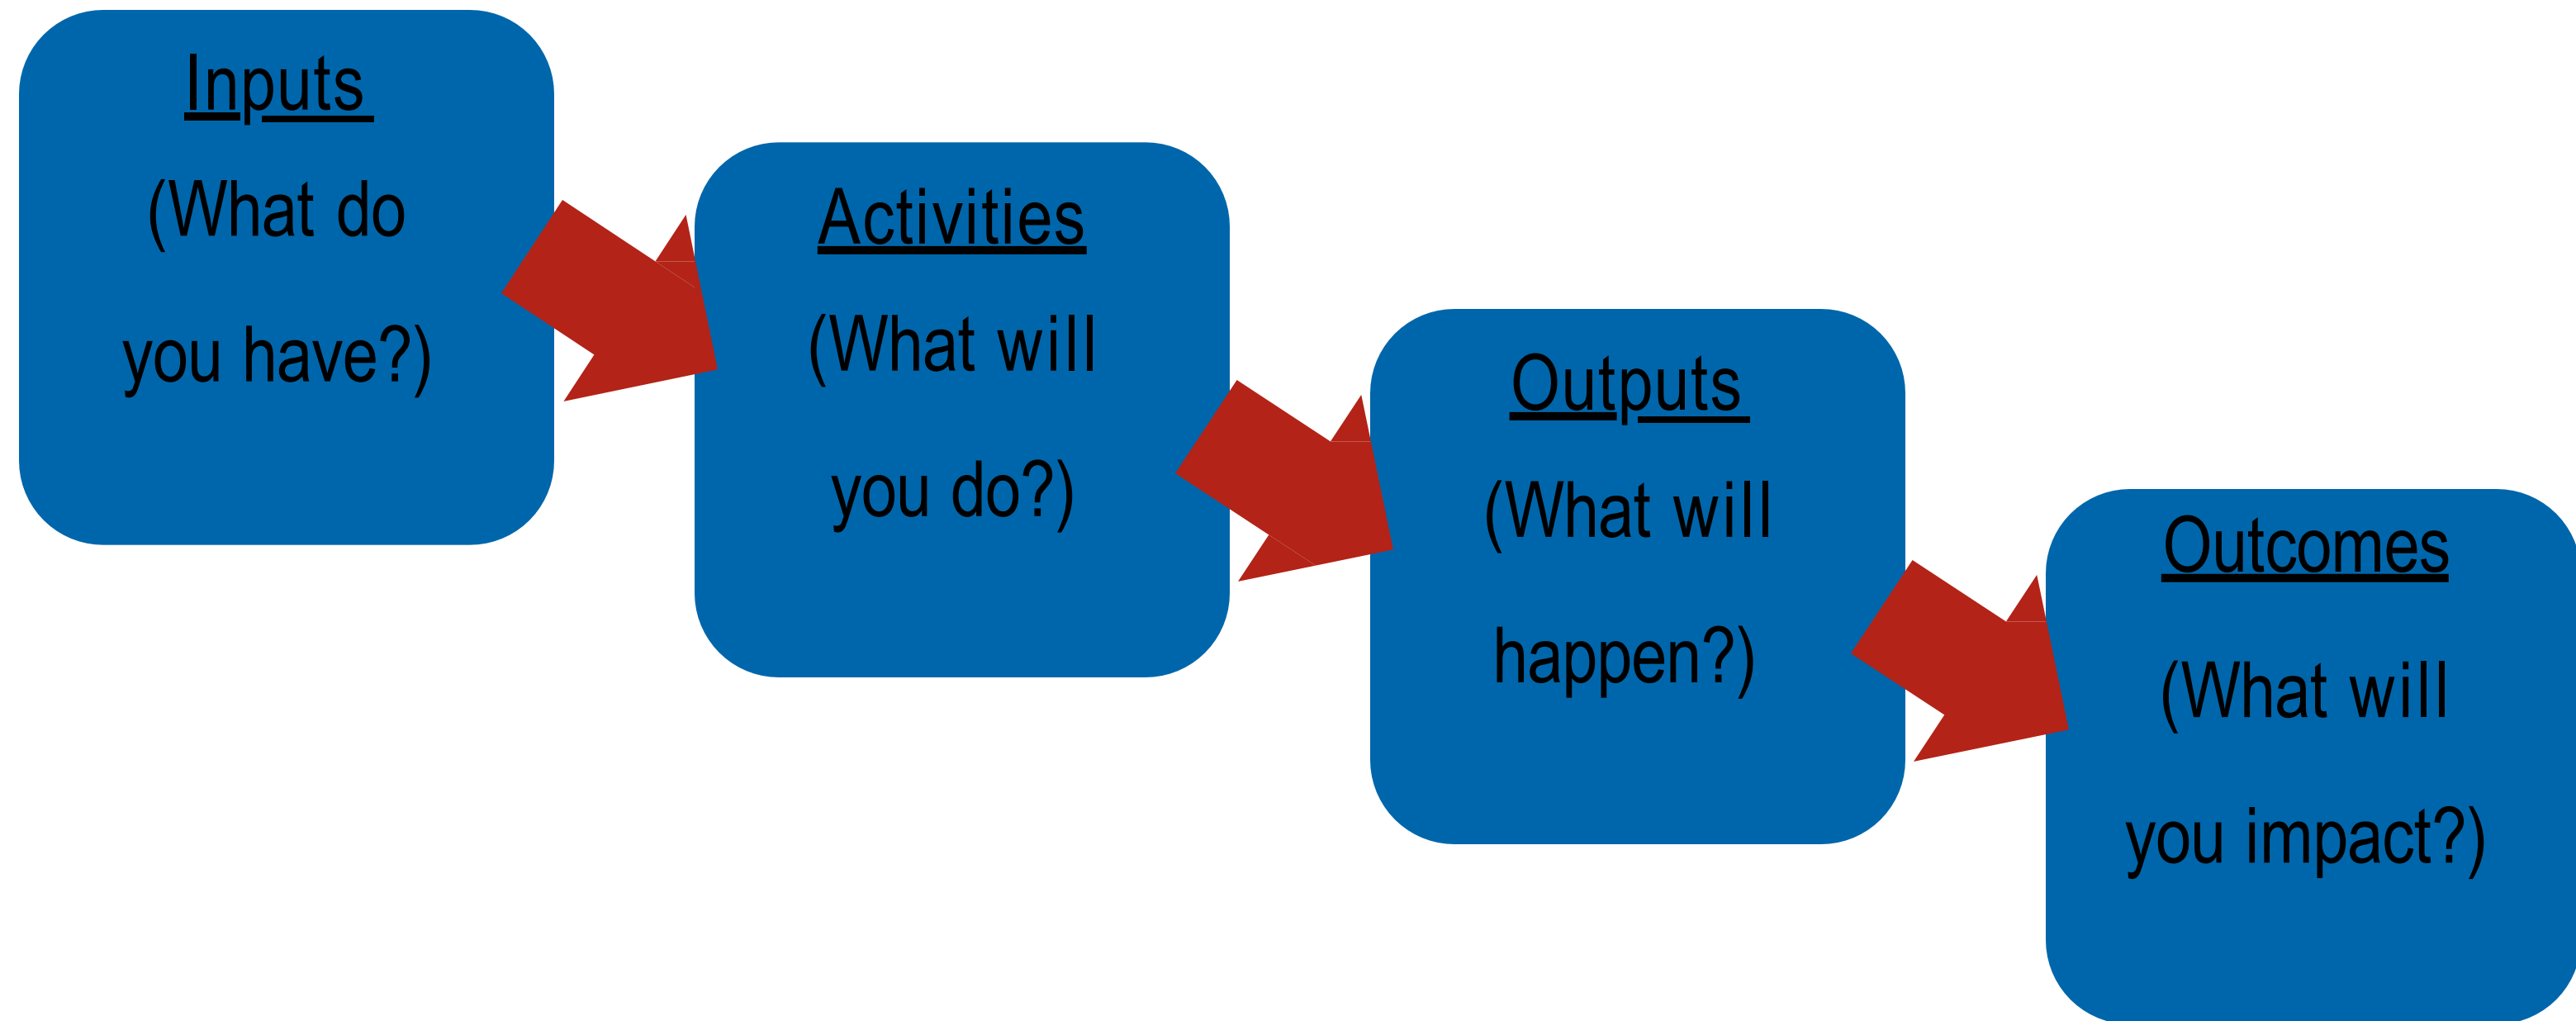 Inputs
(What do
you have?)
Activities
(What will
you do?)
Outputs
(What will
happen?)
Outcomes
(What will
you impact?)